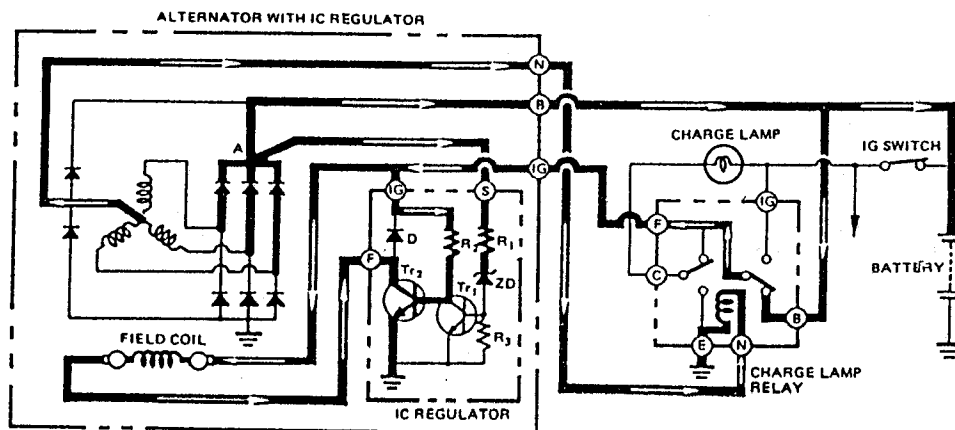 ALTERNATOR WITH IC REGULATOR
N
B
CHARGE LAMP
IG SWITCH
A
IG
IG
S
IG
F
D
R₂
R₁
F
Tr₂
Tr₁
ZD
C
BATTERY
B
R₃
FIELD COIL
E
N
CHARGE LAMP
RELAY
IC REGULATOR